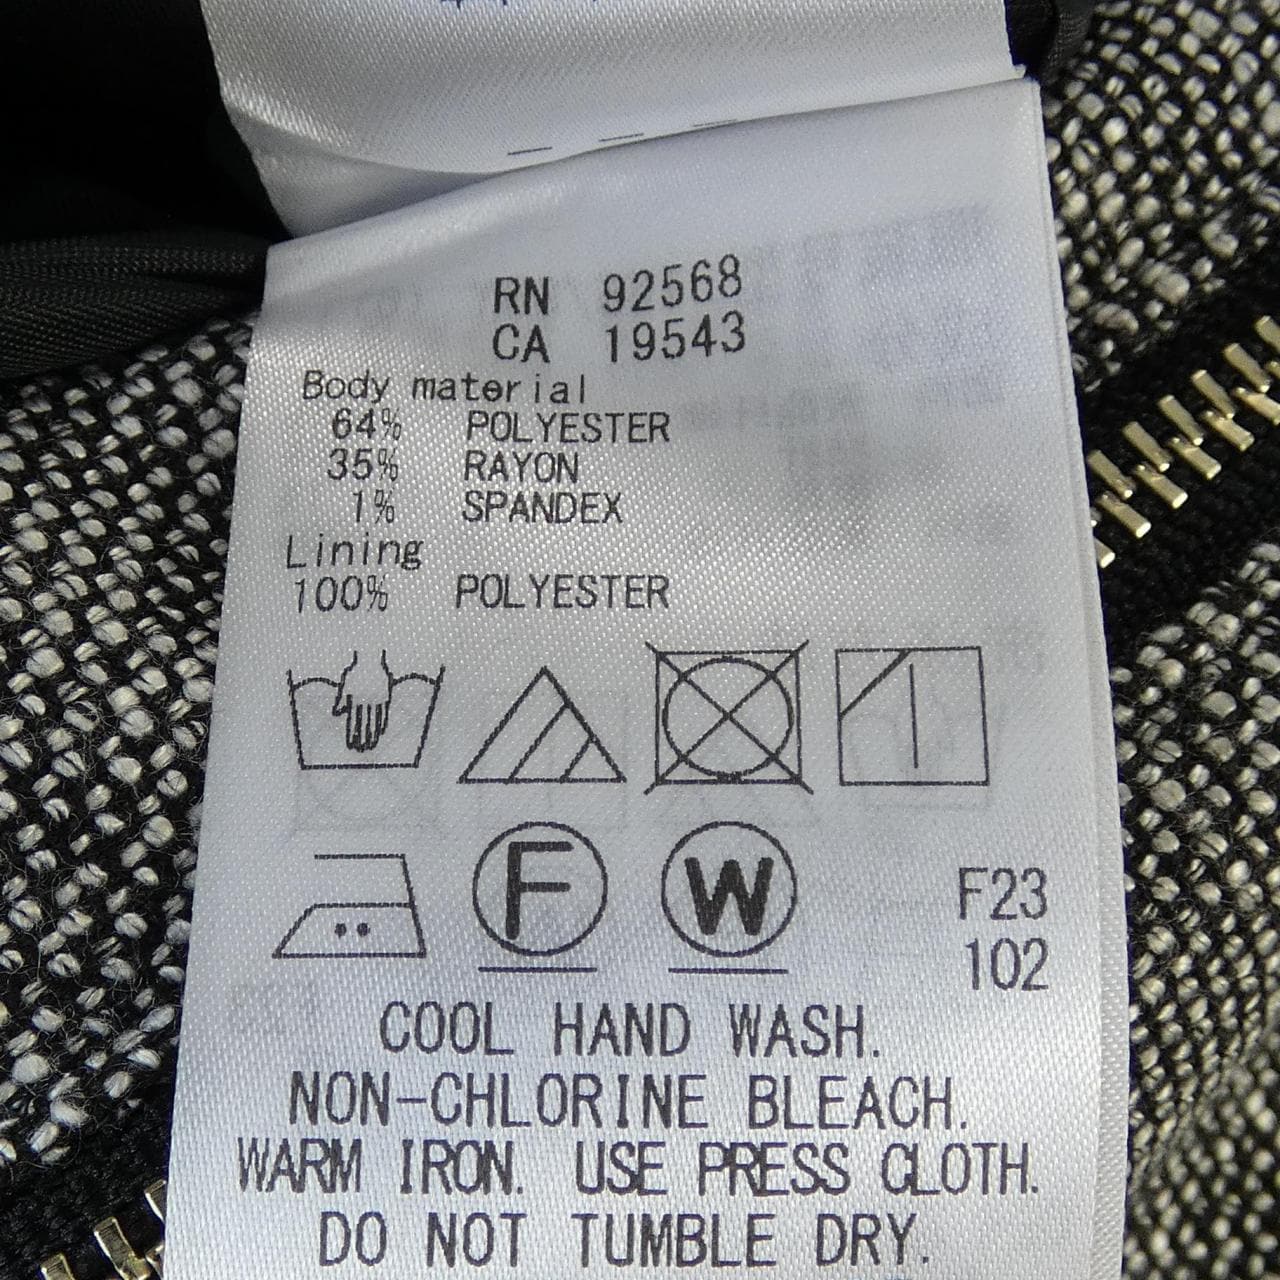 RN 92568
CA 19543
Body material
64% POLYESTER
35% RAYON
1% SPANDEX
Lining
100% POLYESTER
F W F23
102
COOL HAND WASH.
NON-CHLORINE BLEACH.
WARM IRON. USE PRESS CLOTH.
DO NOT TUMBLE DRY.